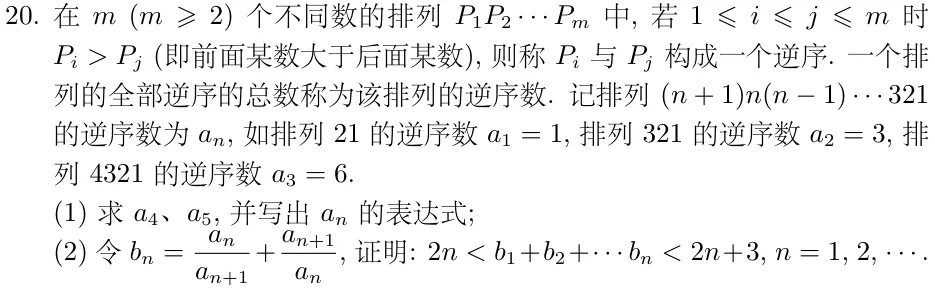 20. 在 m (m ⩾ 2) 个不同数的排列 P₁P₂⋯Pₘ 中, 若 1 ⩽ i ⩽ j ⩽ m 时
Pᵢ > Pⱼ (即前面某数大于后面某数), 则称 Pᵢ 与 Pⱼ 构成一个逆序. 一个排
列的全部逆序的总数称为该排列的逆序数. 记排列 (n+1)n(n−1)⋯321
的逆序数为 aₙ, 如排列 21 的逆序数 a₁ = 1, 排列 321 的逆序数 a₂ = 3, 排
列 4321 的逆序数 a₃ = 6.
(1) 求 a₄、a₅, 并写出 aₙ 的表达式;
(2) 令 bₙ = aₙ/aₙ₊₁ + aₙ₊₁/aₙ, 证明: 2n < b₁+b₂+⋯bₙ < 2n+3, n = 1, 2, ⋯.